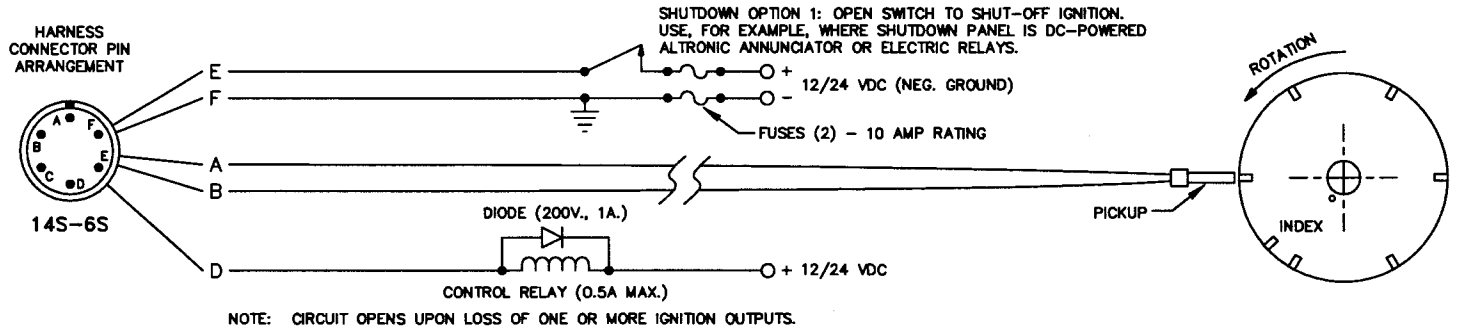 SHUTDOWN OPTION 1: OPEN SWITCH TO SHUT-OFF IGNITION.
USE, FOR EXAMPLE, WHERE SHUTDOWN PANEL IS DC-POWERED
ALTRONIC ANNUNCIATOR OR ELECTRIC RELAYS.
HARNESS
CONNECTOR PIN
ARRANGEMENT
ROTATION
E
+
12/24 VDC (NEG. GROUND)
F
-
A
F
B
E
C
D
FUSES (2) - 10 AMP RATING
A
B
14S-6S
PICKUP
INDEX
DIODE (200V., 1A.)
D
+ 12/24 VDC
CONTROL RELAY (0.5A MAX.)
NOTE: CIRCUIT OPENS UPON LOSS OF ONE OR MORE IGNITION OUTPUTS.